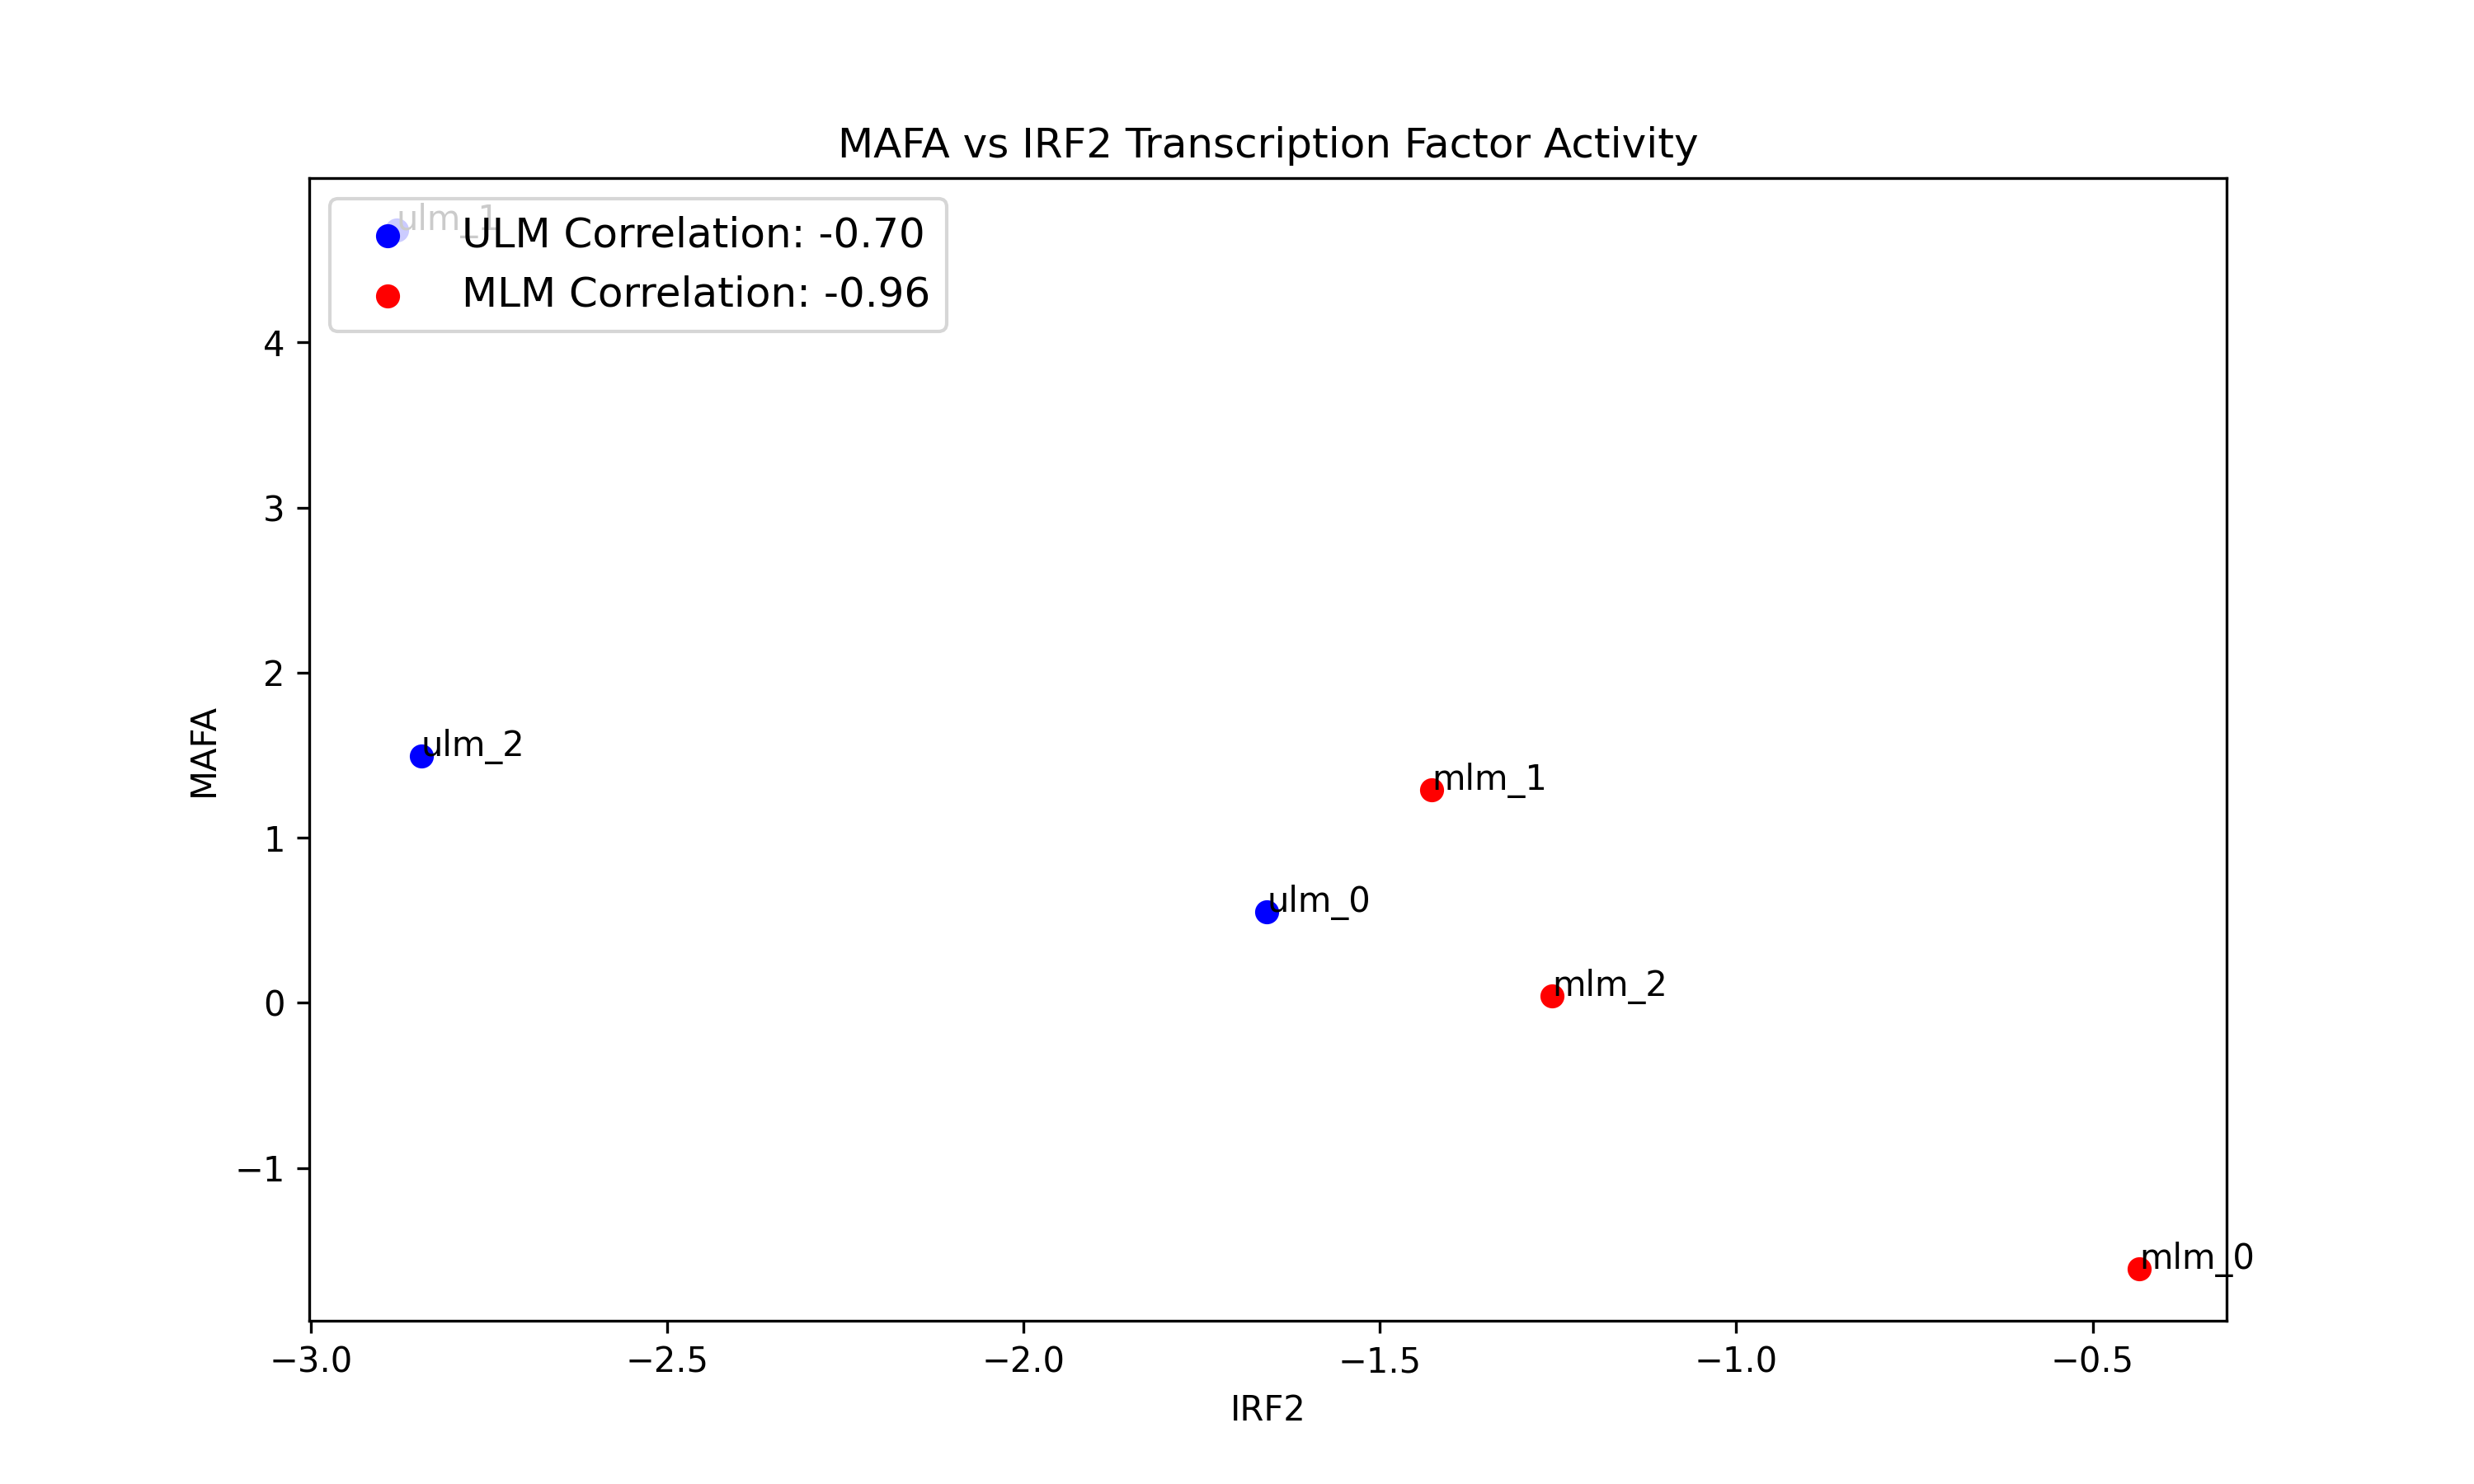 MAFA vs IRF2 Transcription Factor Activity
ulm_1
ULM Correlation: -0.70
MLM Correlation: -0.96
4
3
2
1
0
−1
MAFA
ulm_2
mlm_1
ulm_0
mlm_2
mlm_0
−3.0
−2.5
−2.0
−1.5
−1.0
−0.5
IRF2